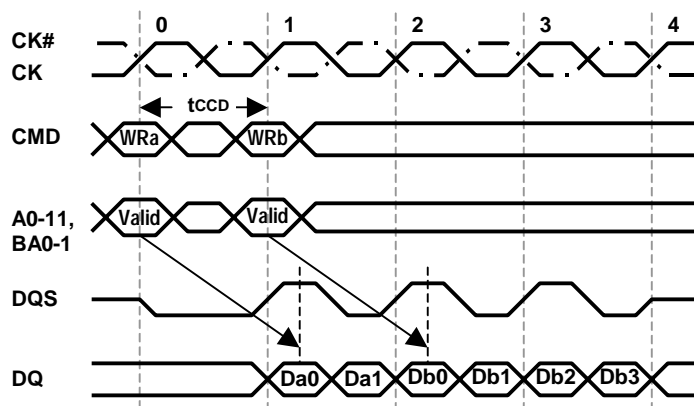 0 1 2 3 4
CK#
CK
tCCD
CMD WRa WRb
A0-11, Valid Valid
BA0-1
DQS
DQ Da0 Da1 Db0 Db1 Db2 Db3